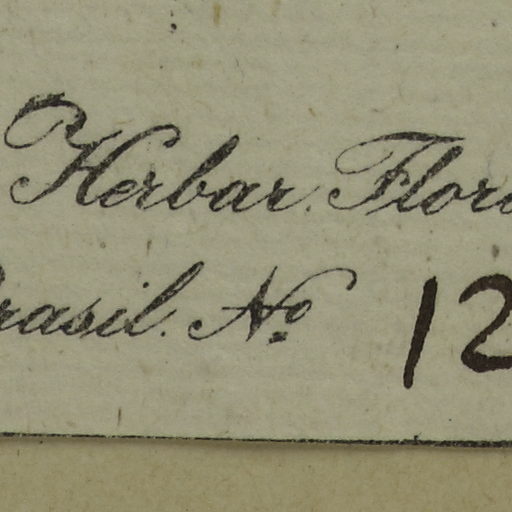 Herbar. Flor
rasil. No. 12